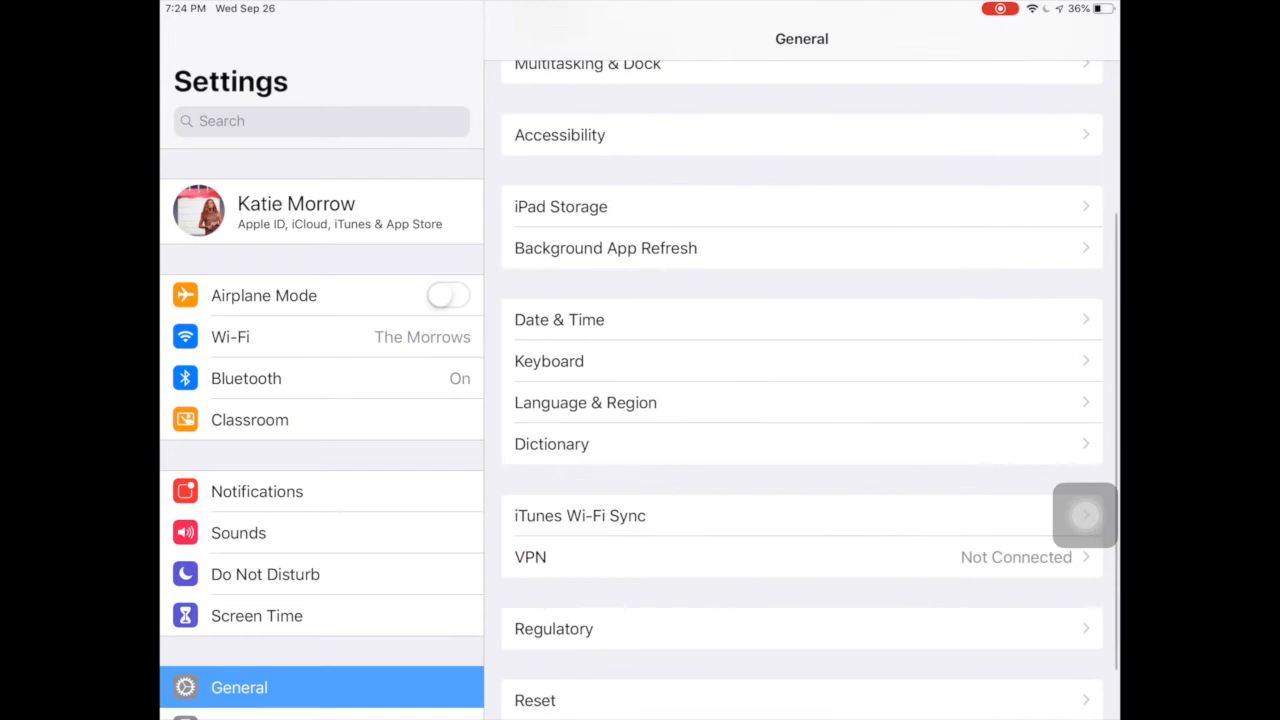 7:24 PM Wed Sep 26
36%
Settings
Search
Katie Morrow
Apple ID, iCloud, iTunes & App Store
Airplane Mode
Wi-Fi The Morrows
Bluetooth On
Classroom
Notifications
Sounds
Do Not Disturb
Screen Time
General
General
Multitasking & Dock
Accessibility
iPad Storage
Background App Refresh
Date & Time
Keyboard
Language & Region
Dictionary
iTunes Wi-Fi Sync
VPN Not Connected
Regulatory
Reset